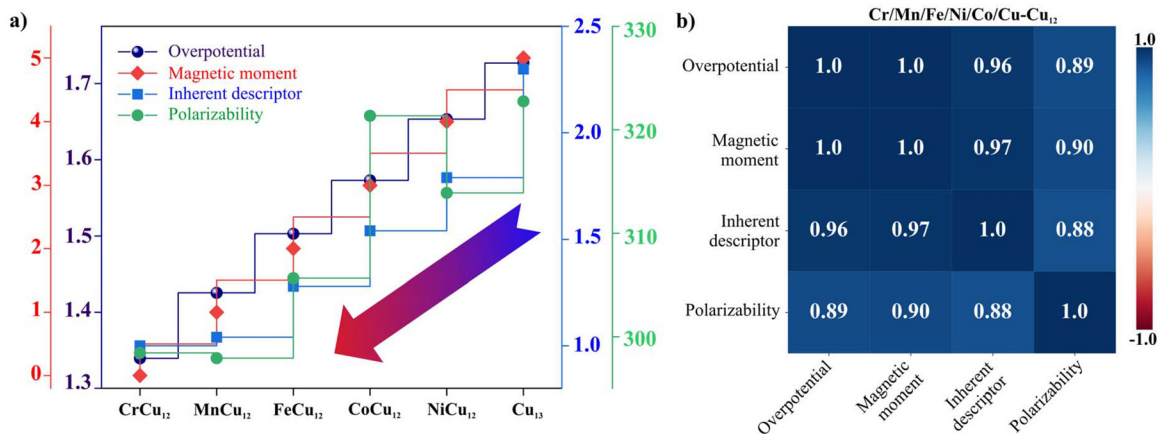 a)
Overpotential
Magnetic moment
Inherent descriptor
Polarizability
5
4
3
2
1
0
1.7
1.6
1.5
1.4
1.3
2.5
2.0
1.5
1.0
330
320
310
300
CrCu₁₂
MnCu₁₂
FeCu₁₂
CoCu₁₂
NiCu₁₂
Cu₁₃
b)
Cr/Mn/Fe/Ni/Co/Cu-Cu₁₂
Overpotential
1.0 1.0 0.96 0.89
Magnetic
moment
1.0 1.0 0.97 0.90
Inherent
descriptor
0.96 0.97 1.0 0.88
Polarizability
0.89 0.90 0.88 1.0
Overpotential
Magnetic
moment
Inherent
descriptor
Polarizability
1.0
-1.0